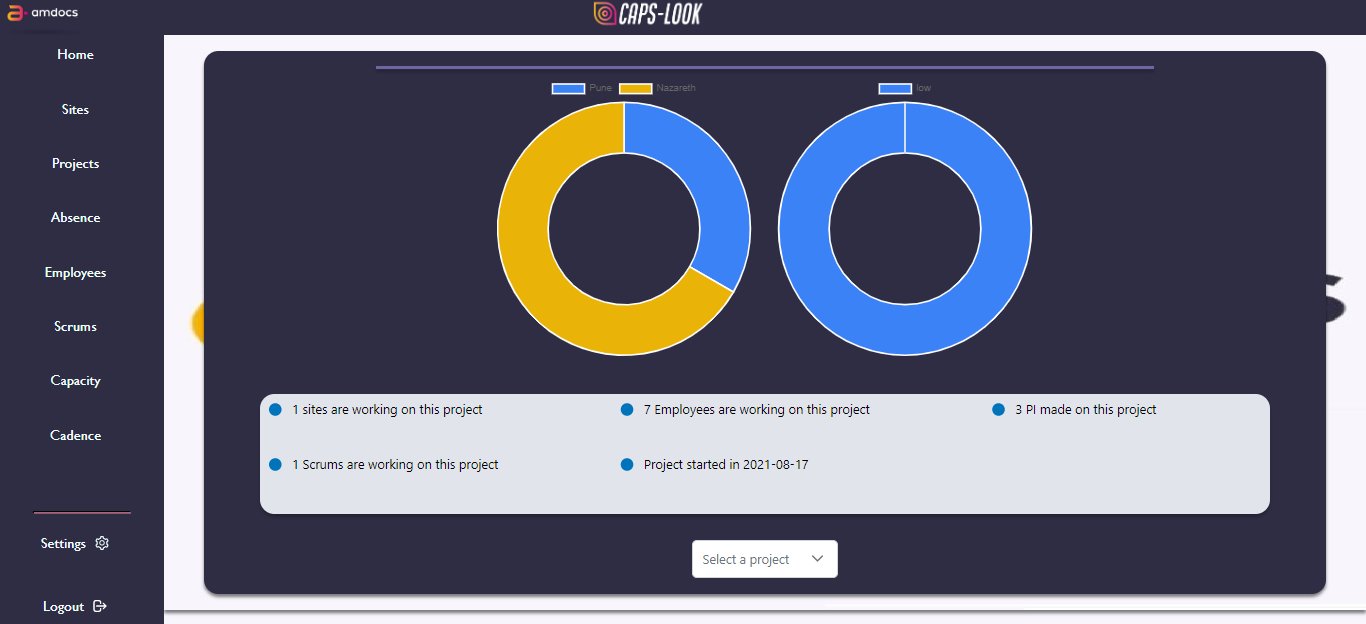 amdocs
CAPS-LOOK
Home
Sites
Projects
Absence
Employees
Scrums
Capacity
Cadence
Settings
Logout
Pune Nazareth
low
1 sites are working on this project
7 Employees are working on this project
3 PI made on this project
1 Scrums are working on this project
Project started in 2021-08-17
Select a project